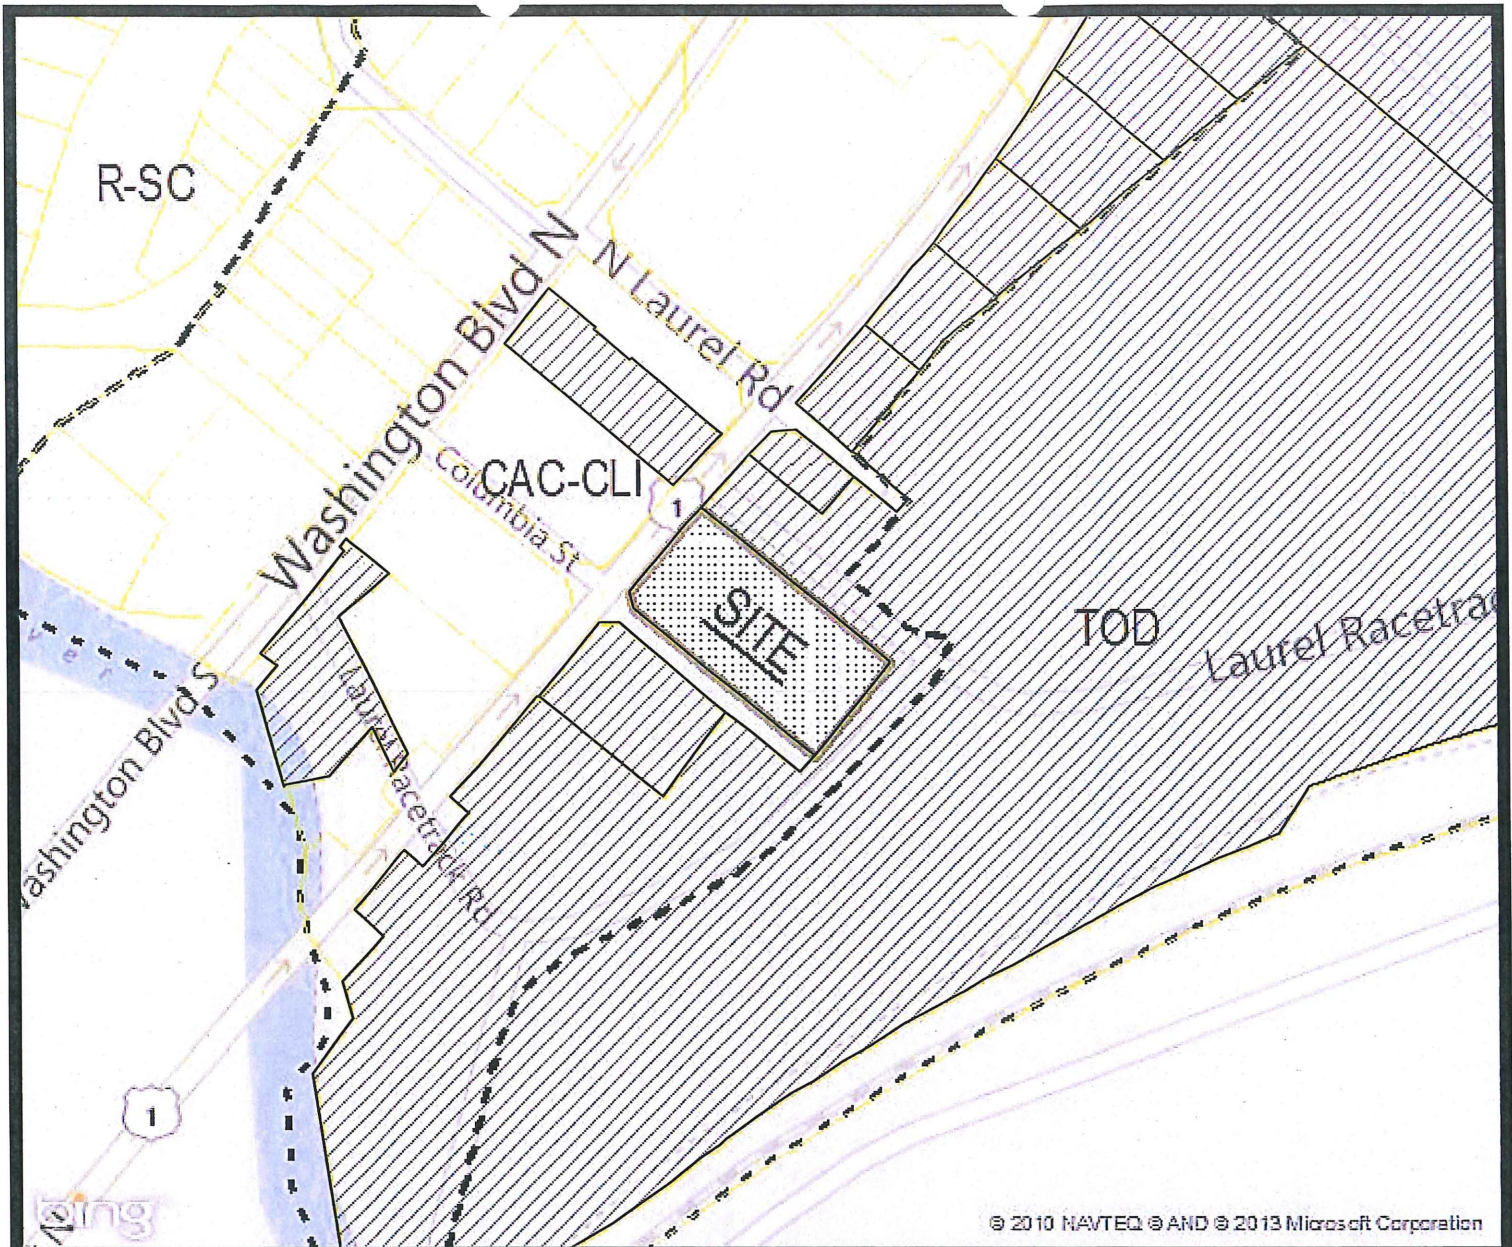 R-SC
Washington Blvd N
N Laurel Rd
Columbia St
CAC-CLI
1
SITE
TOD
Laurel Racetrac
Laurel Racetrack Rd
Washington Blvd S
1
N
bing
© 2010 NAVTEQ © AND © 2013 Microsoft Corporation